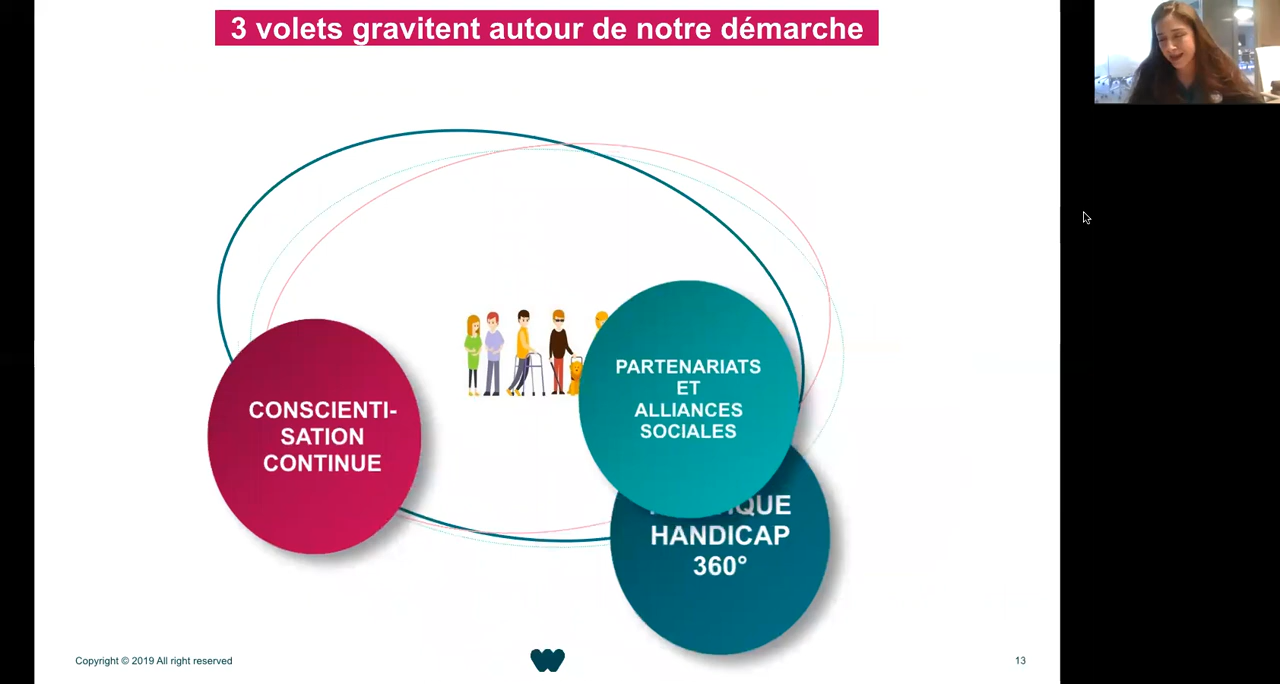 3 volets gravitent autour de notre démarche
CONSCIENTI-
SATION
CONTINUE
PARTENARIATS
ET
ALLIANCES
SOCIALES
HANDICAP
360°
Copyright © 2019 All right reserved
13